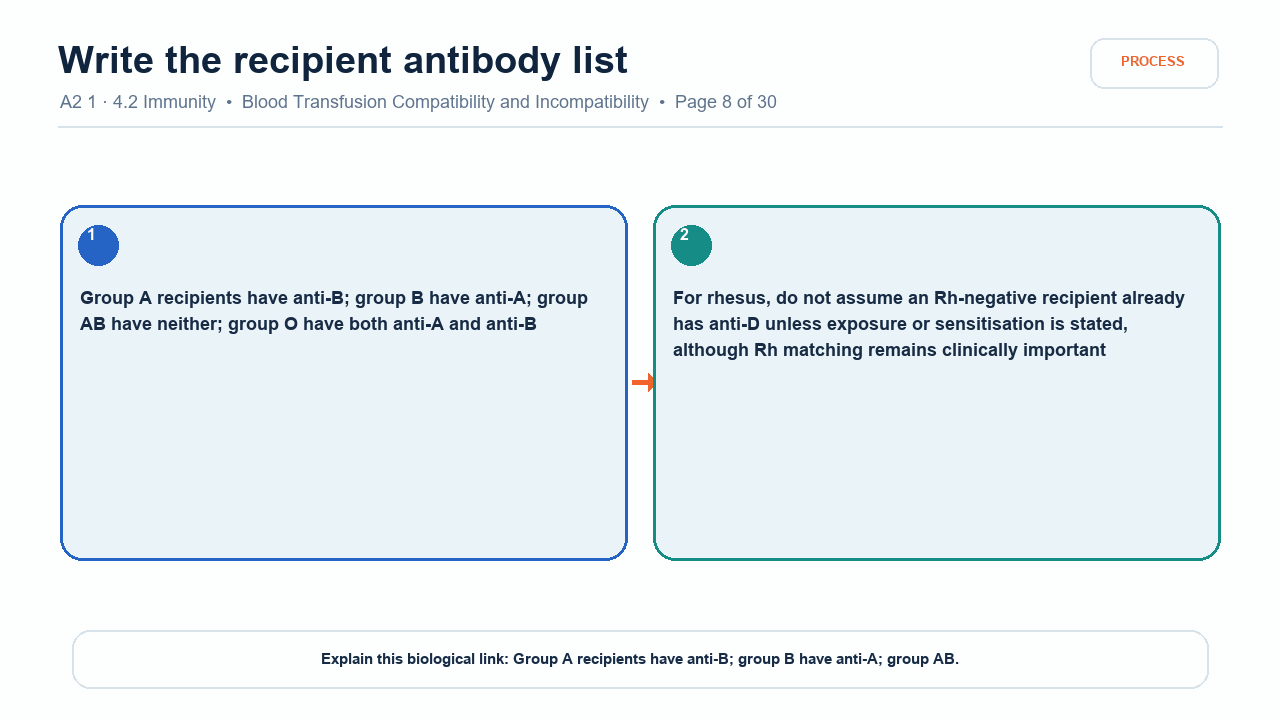 Write the recipient antibody list
PROCESS
A2 1 · 4.2 Immunity • Blood Transfusion Compatibility and Incompatibility • Page 8 of 30
1
Group A recipients have anti-B; group B have anti-A; group
AB have neither; group O have both anti-A and anti-B
2
For rhesus, do not assume an Rh-negative recipient already
has anti-D unless exposure or sensitisation is stated,
although Rh matching remains clinically important
Explain this biological link: Group A recipients have anti-B; group B have anti-A; group AB.